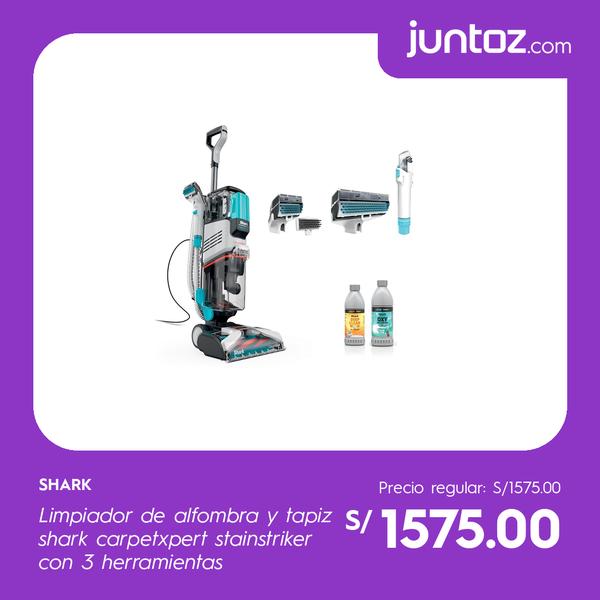 juntoz.com
SHARK
Limpiador de alfombra y tapiz
shark carpetxpert stainstriker
con 3 herramientas
Precio regular: S/1575.00
S/ 1575.00